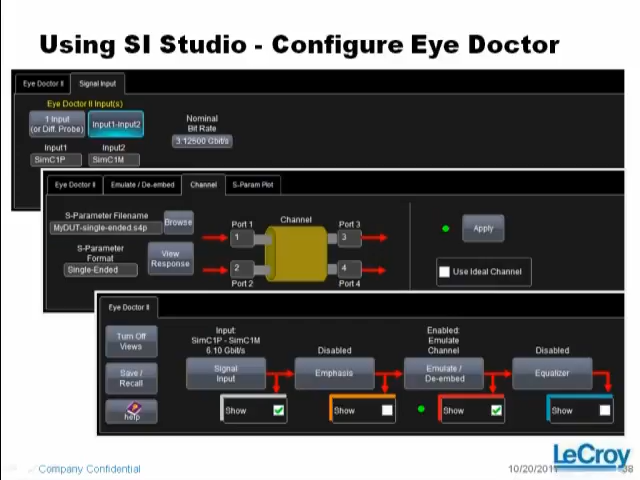 Using SI Studio - Configure Eye Doctor
Eye Doctor II
Signal Input
Eye Doctor II Input(s)
1 Input
(or Diff. Probe)
Input1-Input2
Nominal
Bit Rate
3.12500 Gbit/s
Input1
Input2
SimC1P
SimC1M
Eye Doctor II
Emulate / De-embed
Channel
S-Param Plot
S-Parameter Filename
MyDUT-single-ended.s4p
Browse
S-Parameter
Format
Single-Ended
View
Response
Port 1
Channel
Port 3
1
3
2
4
Port 2
Port 4
Apply
Use Ideal Channel
Eye Doctor II
Turn Off
Views
Save /
Recall
help
Input:
SimC1P - SimC1M
6.10 Gbit/s
Signal
Input
Show
Disabled
Emphasis
Show
Enabled:
Emulate
Channel
Emulate /
De-embed
Show
Disabled
Equalizer
Show
Company Confidential
10/20/2011
LeCroy
38